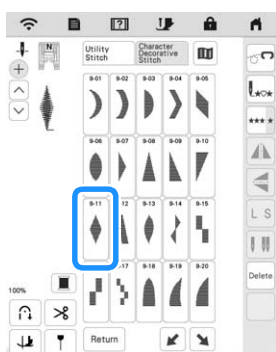 N
Utility
Stitch
Character
Decorative
Stitch
9-01 9-02 9-03 9-04 9-05
9-06 9-07 9-08 9-09 9-10
9-11 12 9-13 9-14 9-15
-17 9-18 9-19 9-20
L S
Delete
100%
Return